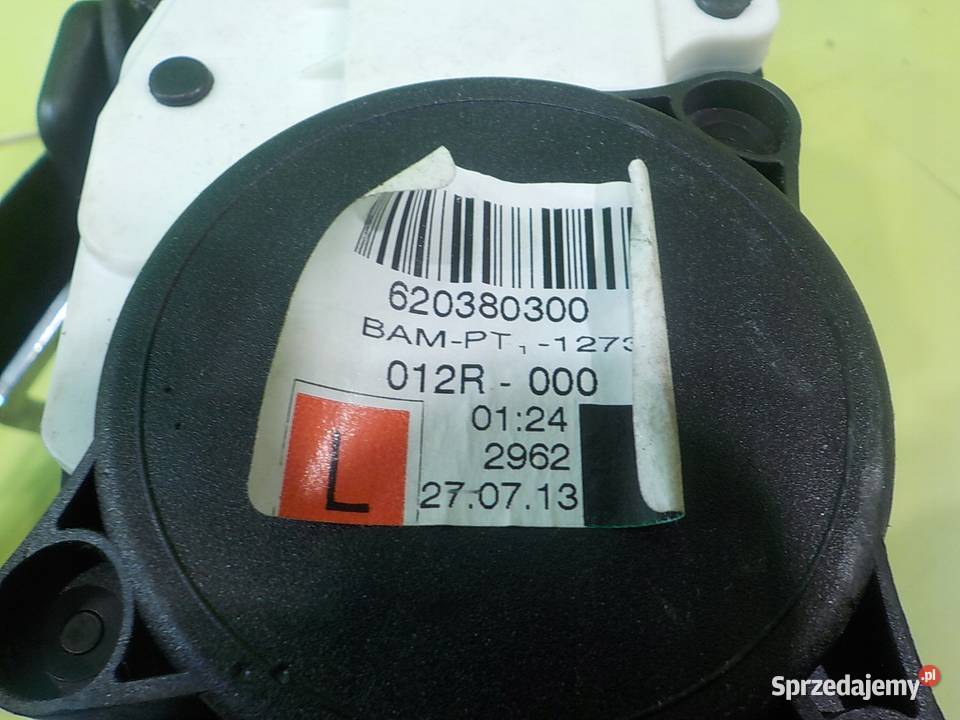 620380300
BAM-PT₁-1273
012R - 000
01:24
2962
L
27.07.13
Sprzedajemy.pl